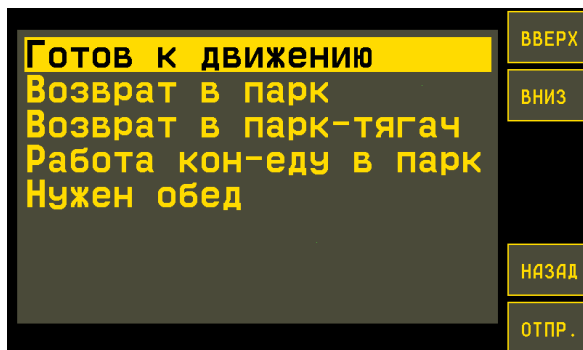 Готов к движению
Возврат в парк
Возврат в парк-тягач
Работа кон-еду в парк
Нужен обед
ВВЕРХ
ВНИЗ
НАЗАД
ОТПР.